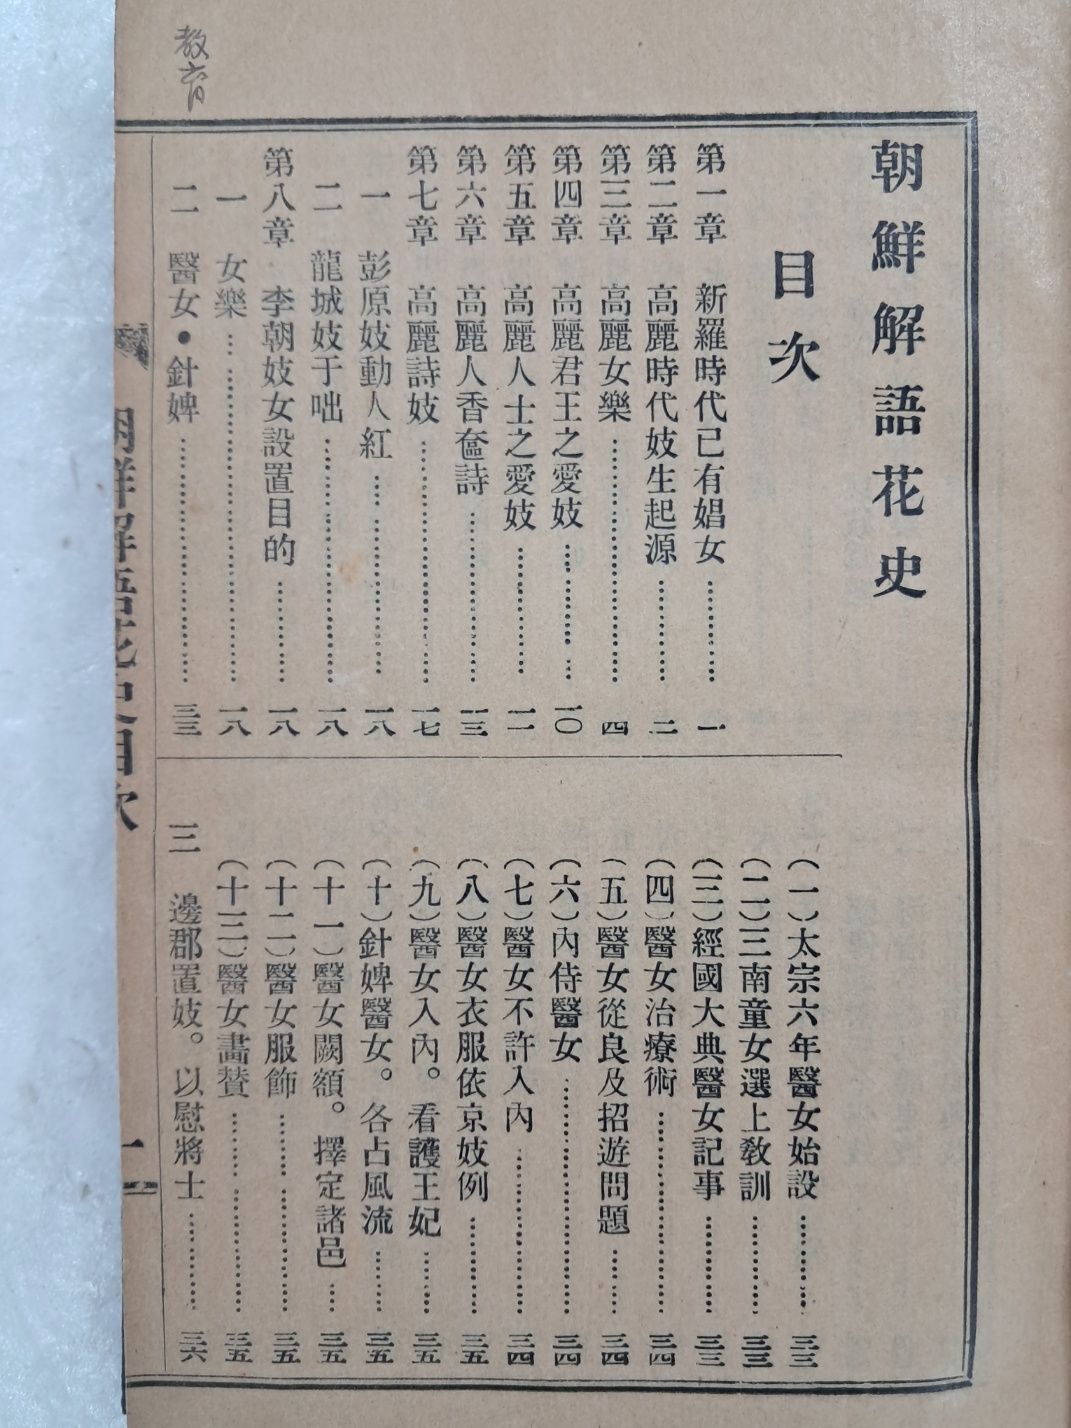 朝鮮解語花史
目次
第一章 新羅時代已有娼女…………一
第二章 高麗時代妓生起源…………二
第三章 高麗女樂…………四
第四章 高麗君王之愛妓…………一〇
第五章 高麗人士之愛妓…………一一
第六章 高麗人香奩詩…………一三
第七章 高麗詩妓…………一七
一 彭原妓動人紅…………一八
二 龍城妓于咄…………一八
第八章 李朝妓女設置目的…………一八
一 女樂…………一八
二 醫女•針婢…………三三
(一)太宗六年醫女始設…………三三
(二)三南童女選上教訓…………三三
(三)經國大典醫女記事…………三三
(四)醫女治療術…………三四
(五)醫女從良及招遊問題…………三四
(六)內侍醫女…………三四
(七)醫女不許入內…………三四
(八)醫女衣服依京妓例…………三五
(九)醫女入內。看護王妃…………三五
(十)針婢醫女。各占風流…………三五
(十一)醫女闕額。擇定諸邑……三五
(十二)醫女服飾…………三五
(十三)醫女畵贊…………三五
三 邊郡置妓。以慰將士…………三六
朝鮮解語花史目次
一
教育